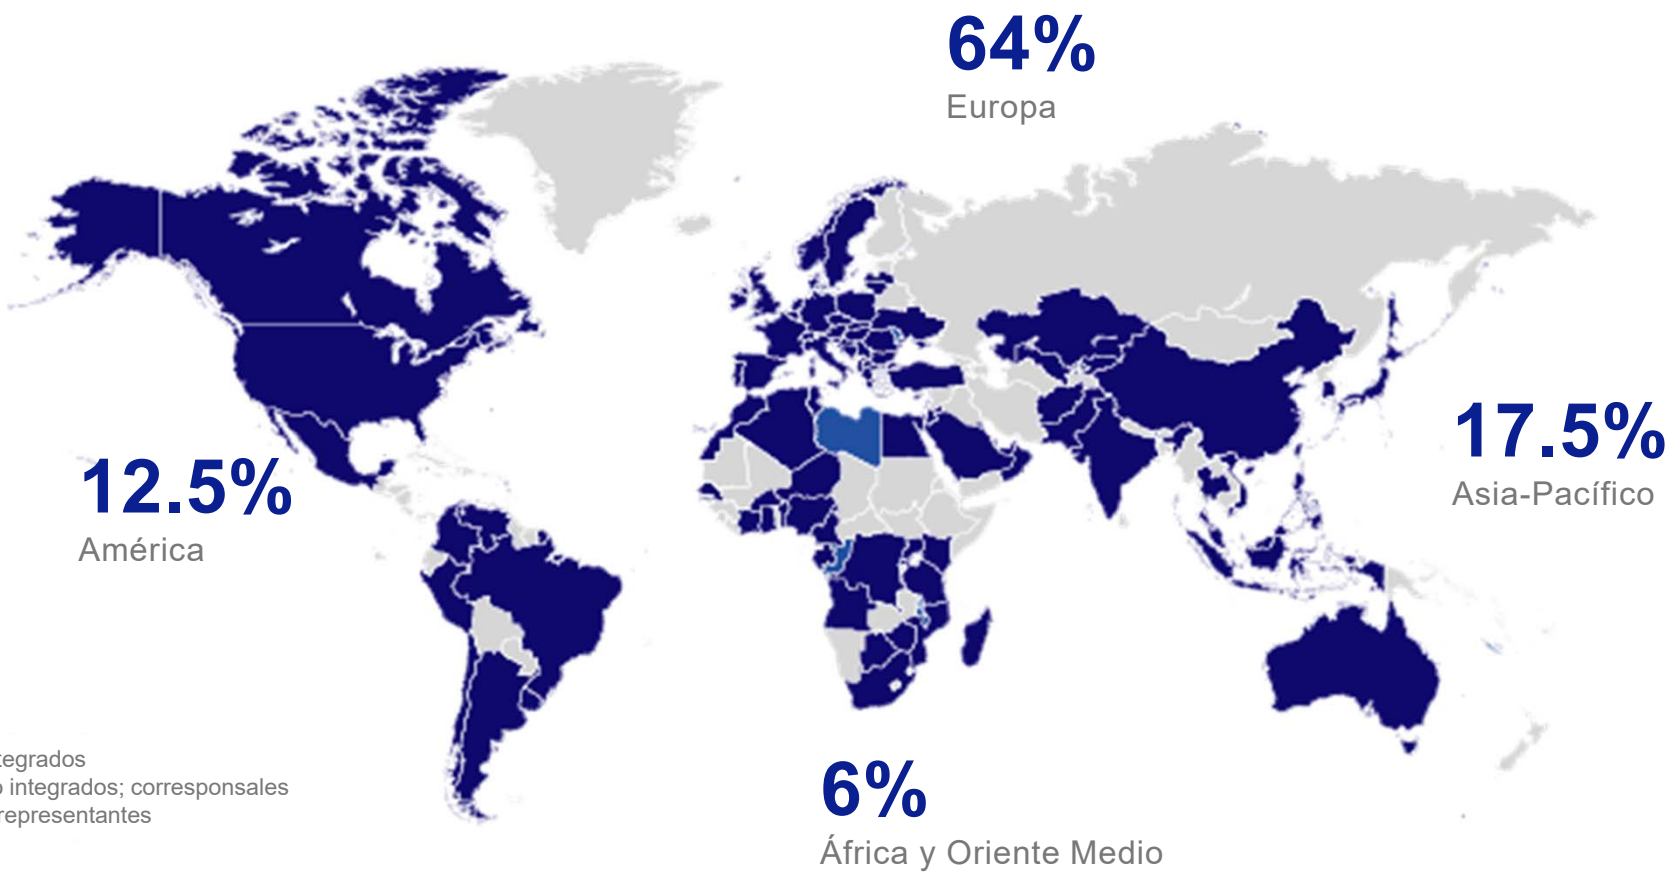 64%
Europa
17.5%
Asia-Pacífico
12.5%
América
tegrados
o integrados; corresponsales
representantes
6%
África y Oriente Medio